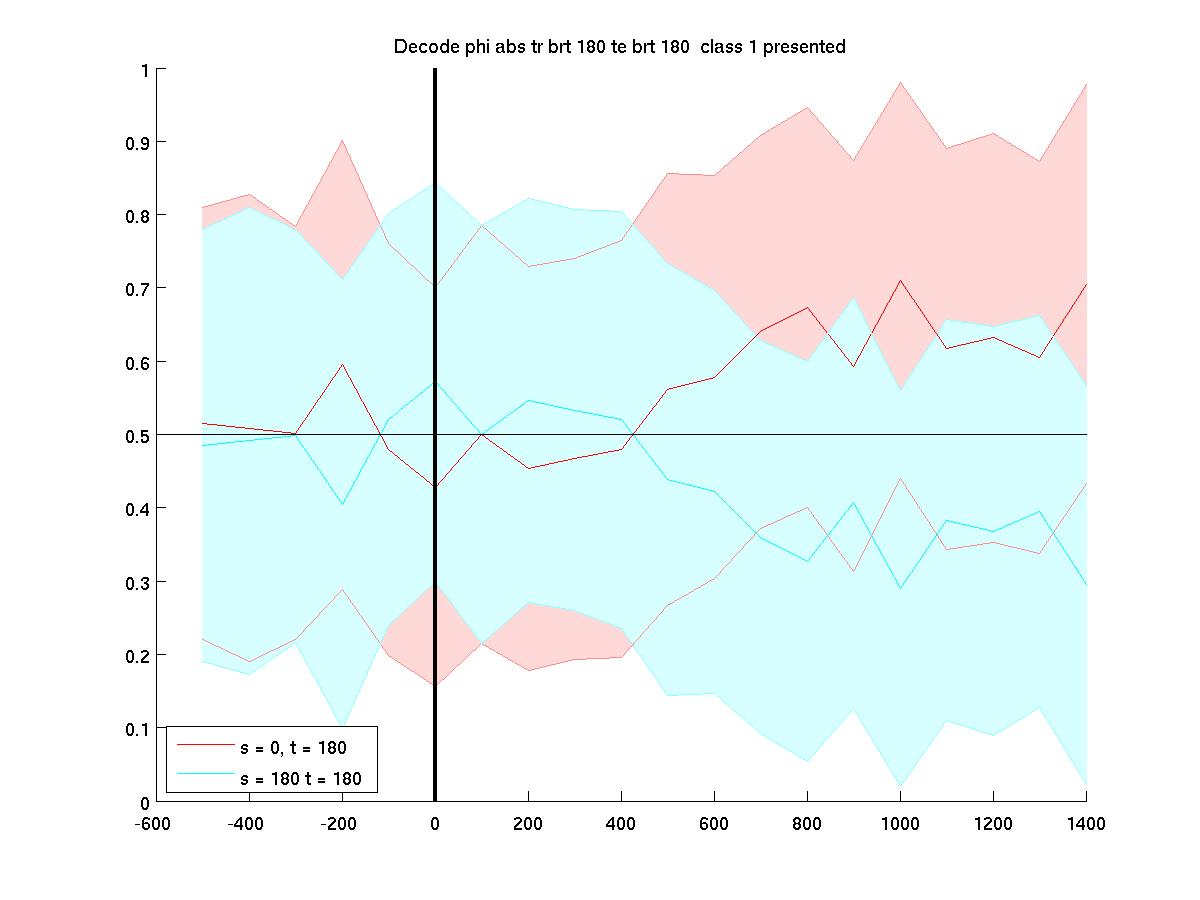 Decode phi abs tr brt 180 te brt 180  class 1 presented
1
0.9
0.8
0.7
0.6
0.5
0.4
0.3
0.2
0.1
0
s = 0, t = 180
s = 180 t = 180
-600 -400 -200 0 200 400 600 800 1000 1200 1400